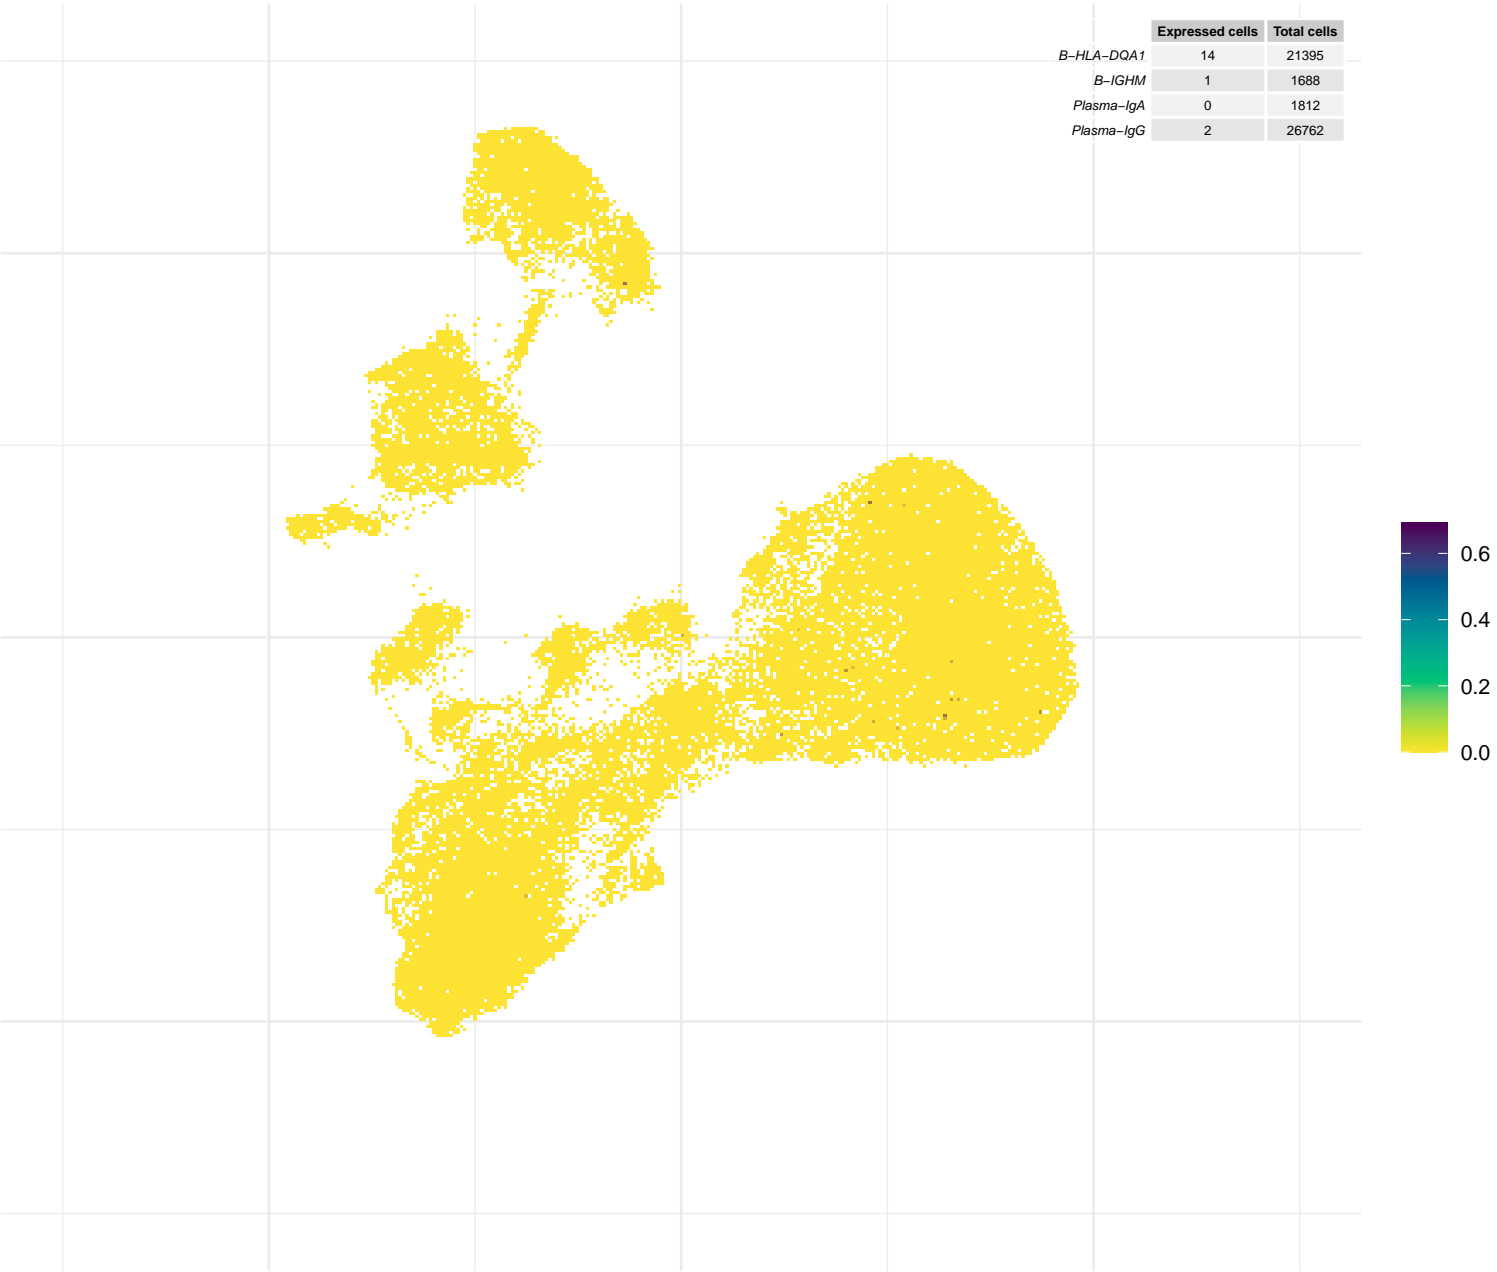 Expressed cells Total cells
B−HLA−DQA1 14 21395
B−IGHM 1 1688
Plasma−IgA 0 1812
Plasma−IgG 2 26762
0.6
0.4
0.2
0.0